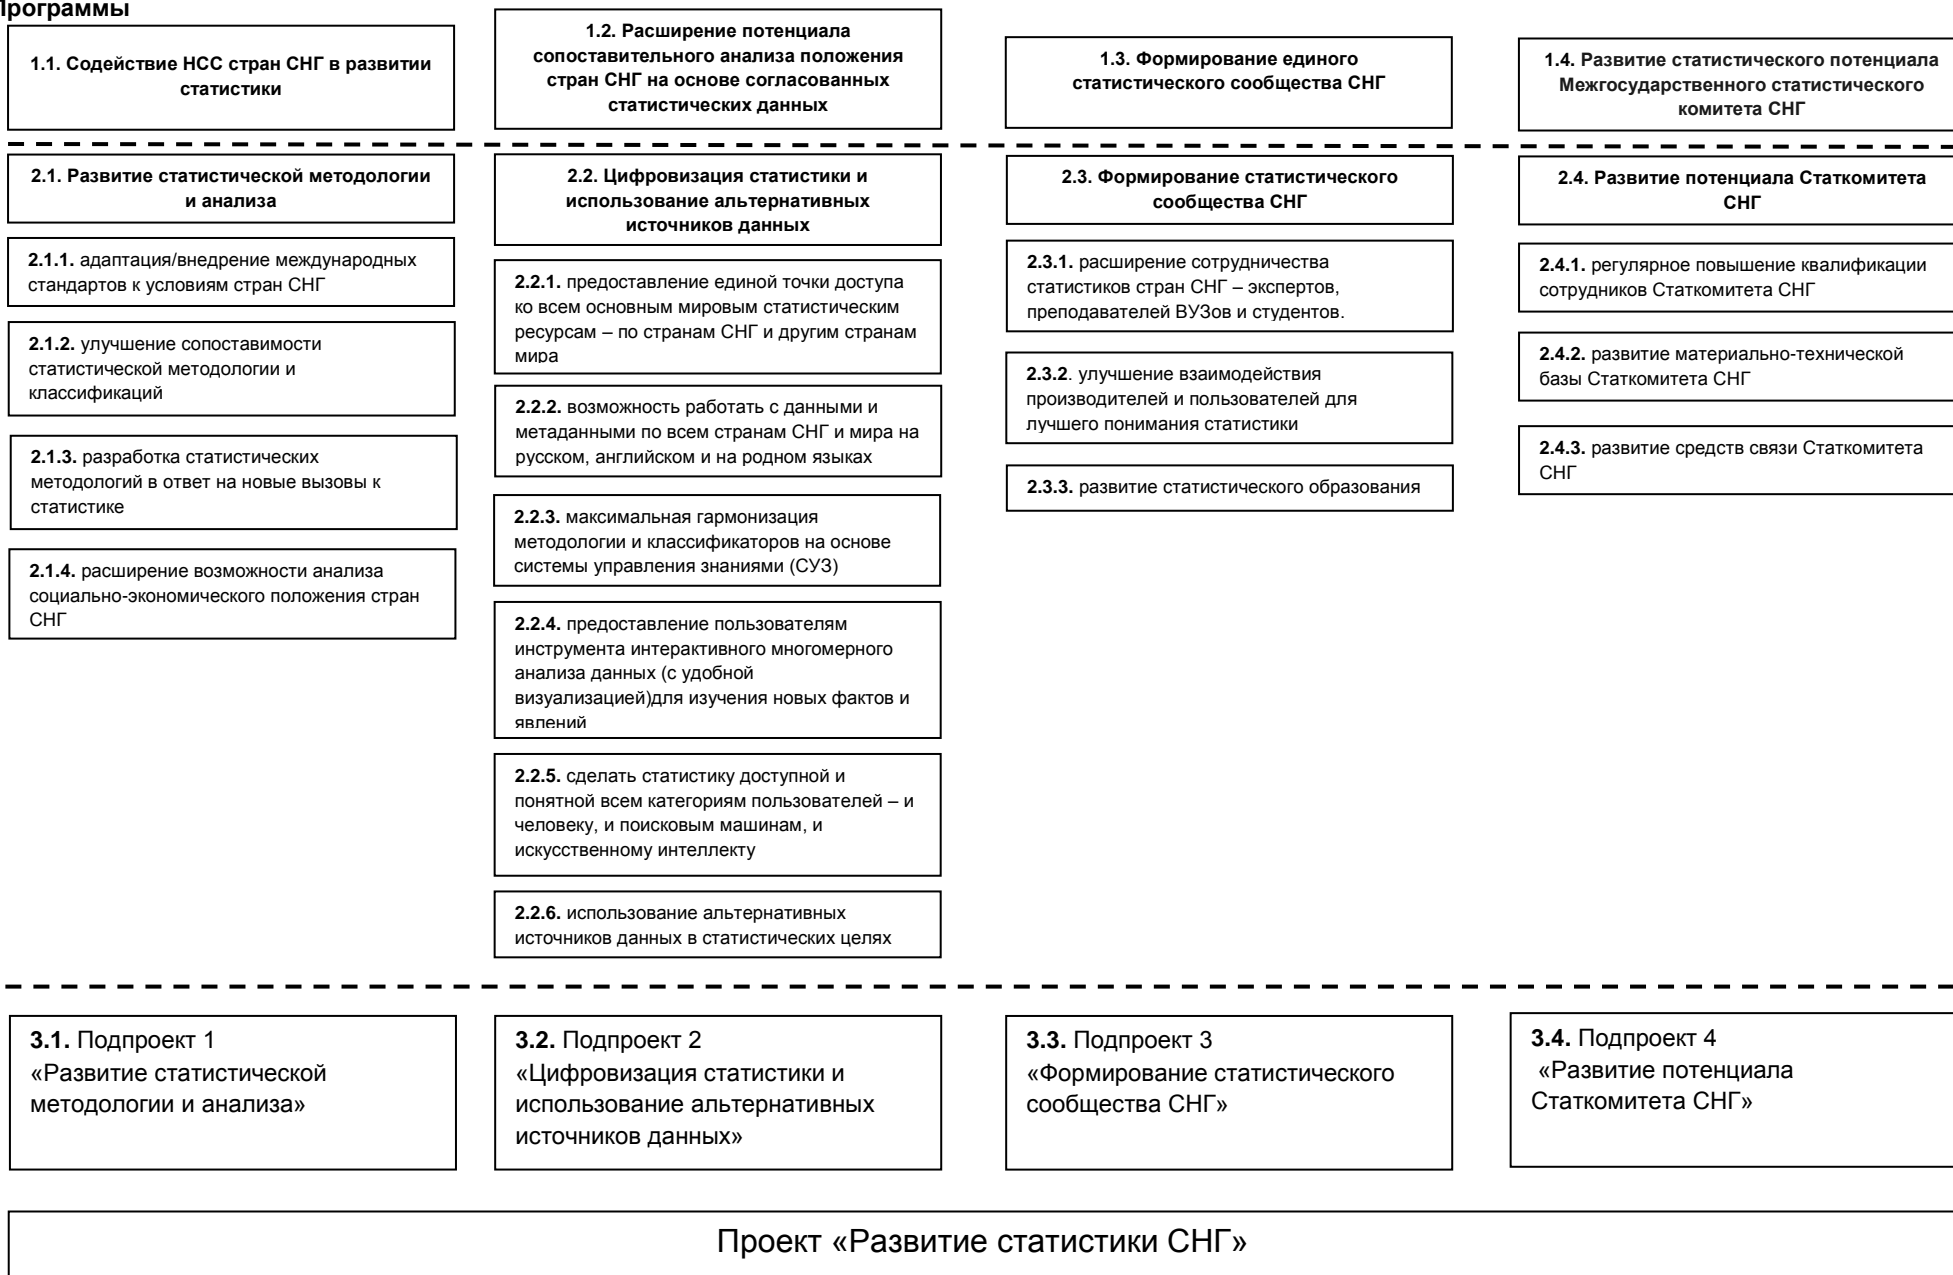 Программы
1.1. Содействие НСС стран СНГ в развитии
статистики
1.2. Расширение потенциала
сопоставительного анализа положения
стран СНГ на основе согласованных
статистических данных
1.3. Формирование единого
статистического сообщества СНГ
1.4. Развитие статистического потенциала
Межгосударственного статистического
комитета СНГ
2.1. Развитие статистической методологии
и анализа
2.1.1. адаптация/внедрение международных
стандартов к условиям стран СНГ
2.1.2. улучшение сопоставимости
статистической методологии и
классификаций
2.1.3. разработка статистических
методологий в ответ на новые вызовы к
статистике
2.1.4. расширение возможности анализа
социально-экономического положения стран
СНГ
2.2. Цифровизация статистики и
использование альтернативных
источников данных
2.2.1. предоставление единой точки доступа
ко всем основным мировым статистическим
ресурсам – по странам СНГ и другим странам
мира
2.2.2. возможность работать с данными и
метаданными по всем странам СНГ и мира на
русском, английском и на родном языках
2.2.3. максимальная гармонизация
методологии и классификаторов на основе
системы управления знаниями (СУЗ)
2.2.4. предоставление пользователям
инструмента интерактивного многомерного
анализа данных (с удобной
визуализацией)для изучения новых фактов и
явлений
2.2.5. сделать статистику доступной и
понятной всем категориям пользователей – и
человеку, и поисковым машинам, и
искусственному интеллекту
2.2.6. использование альтернативных
источников данных в статистических целях
2.3. Формирование статистического
сообщества СНГ
2.3.1. расширение сотрудничества
статистиков стран СНГ – экспертов,
преподавателей ВУЗов и студентов.
2.3.2. улучшение взаимодействия
производителей и пользователей для
лучшего понимания статистики
2.3.3. развитие статистического образования
2.4. Развитие потенциала Статкомитета
СНГ
2.4.1. регулярное повышение квалификации
сотрудников Статкомитета СНГ
2.4.2. развитие материально-технической
базы Статкомитета СНГ
2.4.3. развитие средств связи Статкомитета
СНГ
3.1. Подпроект 1
«Развитие статистической
методологии и анализа»
3.2. Подпроект 2
«Цифровизация статистики и
использование альтернативных
источников данных»
3.3. Подпроект 3
«Формирование статистического
сообщества СНГ»
3.4. Подпроект 4
«Развитие потенциала
Статкомитета СНГ»
Проект «Развитие статистики СНГ»